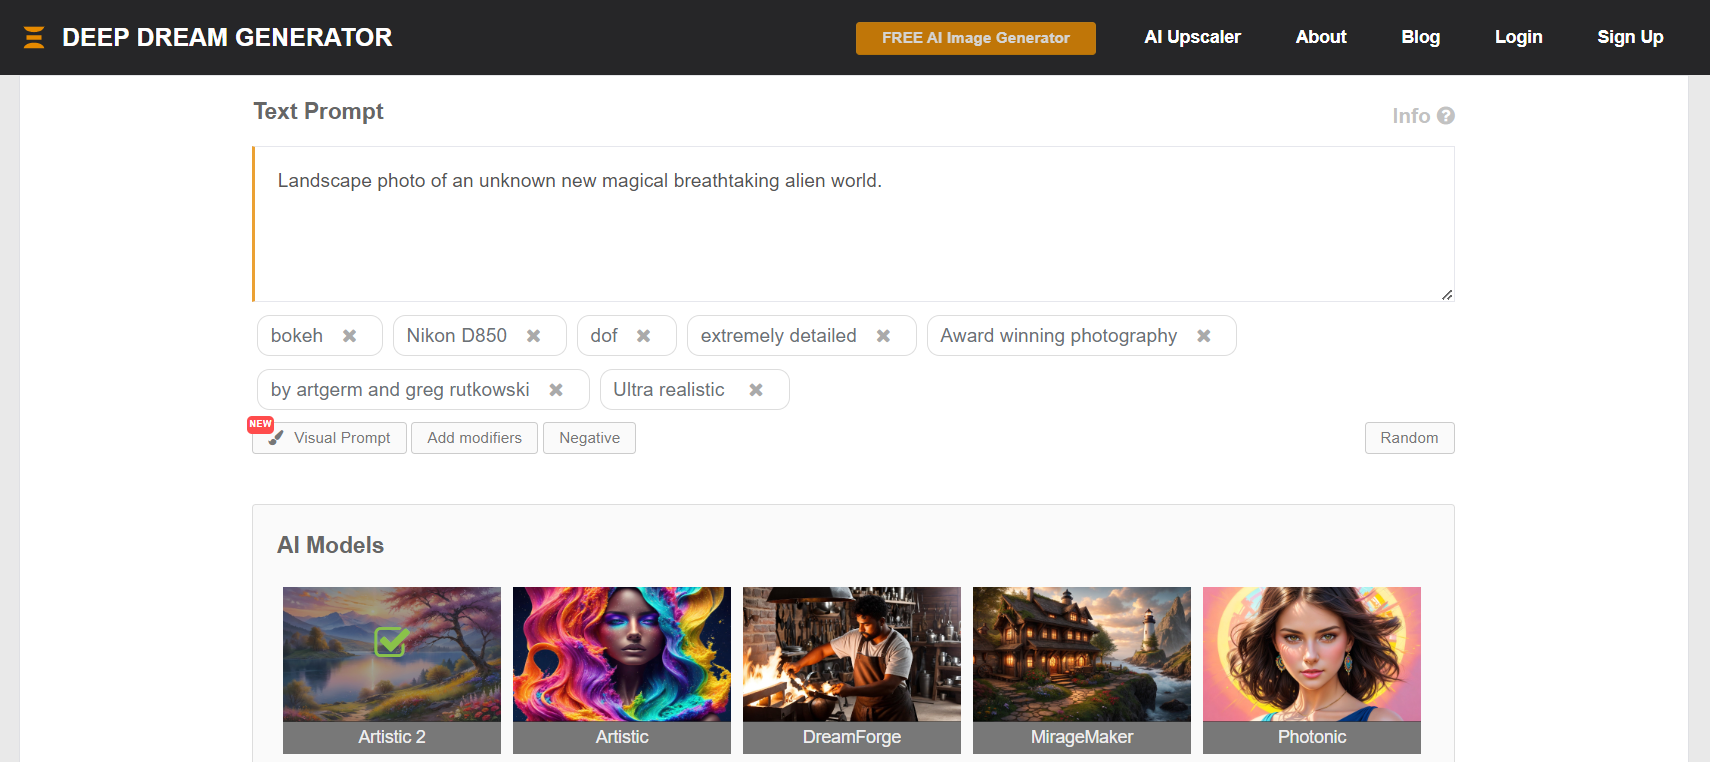 DEEP DREAM GENERATOR
FREE AI Image Generator
AI Upscaler
About
Blog
Login
Sign Up
Text Prompt
Info
Landscape photo of an unknown new magical breathtaking alien world.
bokeh
Nikon D850
dof
extremely detailed
Award winning photography
by artgerm and greg rutkowski
Ultra realistic
NEW
Visual Prompt
Add modifiers
Negative
Random
AI Models
Artistic 2
Artistic
DreamForge
MirageMaker
Photonic